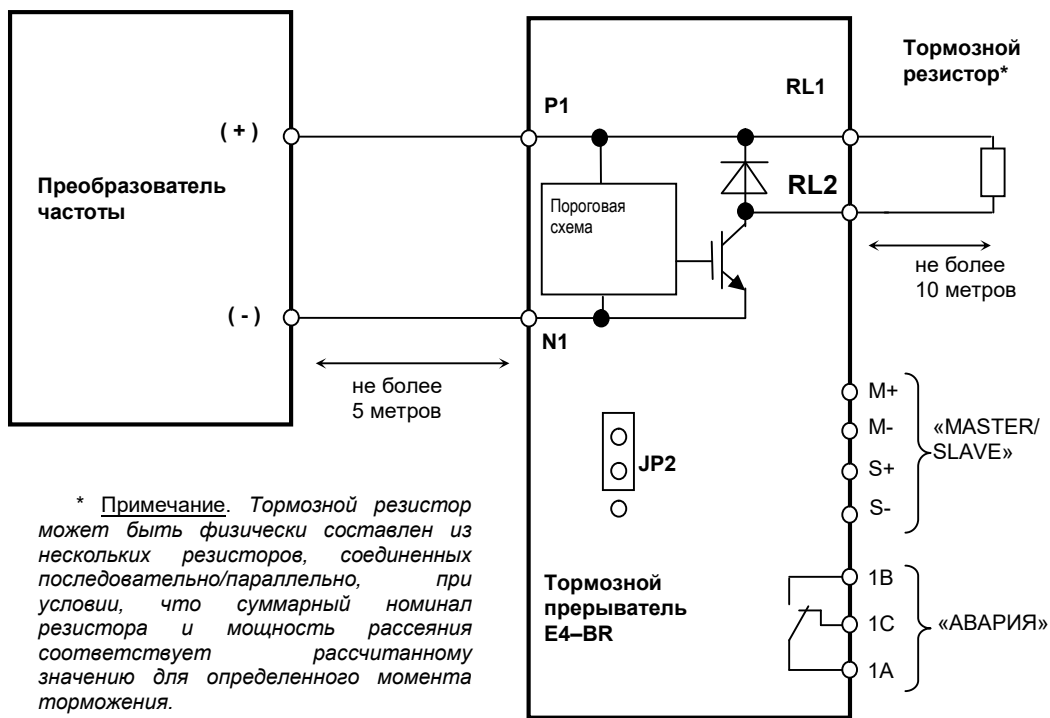 Тормозной
резистор*
RL1
P1
( + )
Преобразователь
частоты
Пороговая
схема
RL2
не более
10 метров
( - )
N1
не более
5 метров
M+
M-
S+
S-
«MASTER/
SLAVE»
JP2
* Примечание. Тормозной резистор
может быть физически составлен из
нескольких резисторов, соединенных
последовательно/параллельно, при
условии, что суммарный номинал
резистора и мощность рассеяния
соответствует рассчитанному
значению для определенного момента
торможения.
Тормозной
прерыватель
E4–BR
1B
1C
1A
«АВАРИЯ»